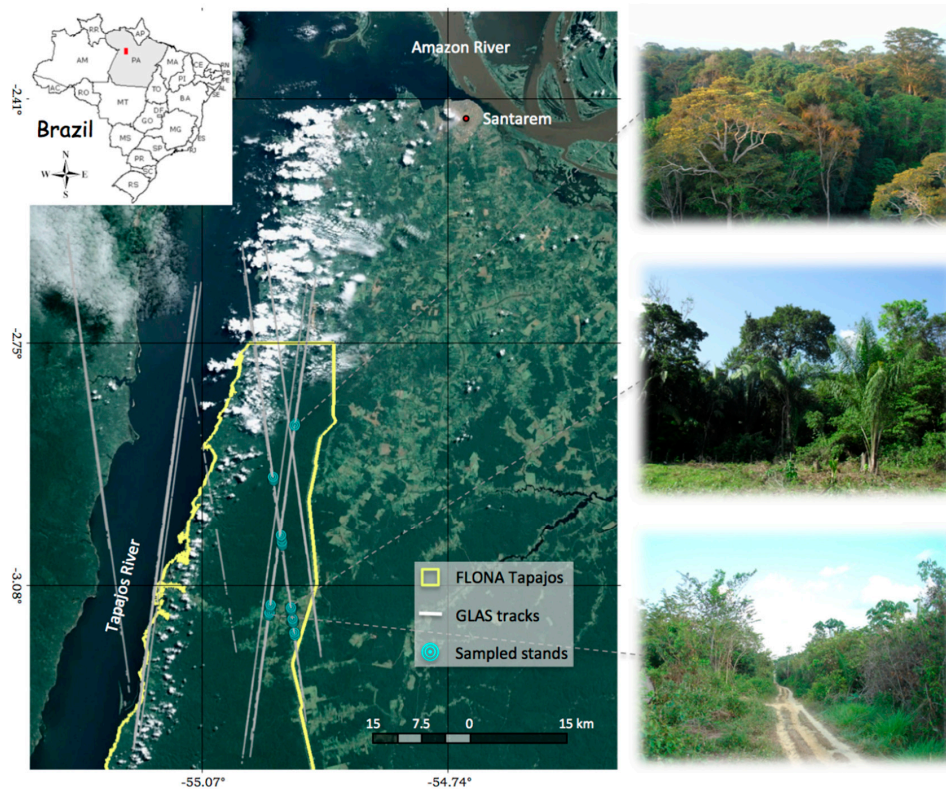 RR
AP
AM
PA
MA
CE
RN
PB
PE
AL
SE
PI
AC
RO
TO
BA
MT
DF
GO
MG
ES
MS
SP
RJ
PR
SC
RS
Brazil
N
W
E
S
Amazon River
Santarem
-2.41°
-2.75°
-3.08°
Tapajos River
FLONA Tapajos
GLAS tracks
Sampled stands
15 7.5 0 15 km
-55.07° -54.74°